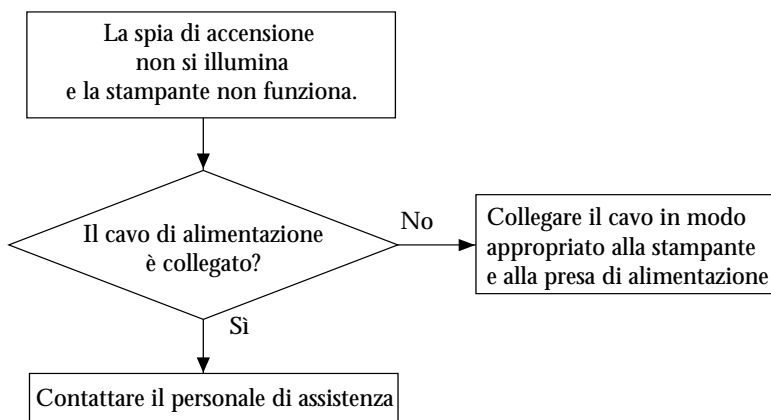 La spia di accensione
non si illumina
e la stampante non funziona.
Il cavo di alimentazione
è collegato?
No
Collegare il cavo in modo
appropriato alla stampante
e alla presa di alimentazione
Sì
Contattare il personale di assistenza